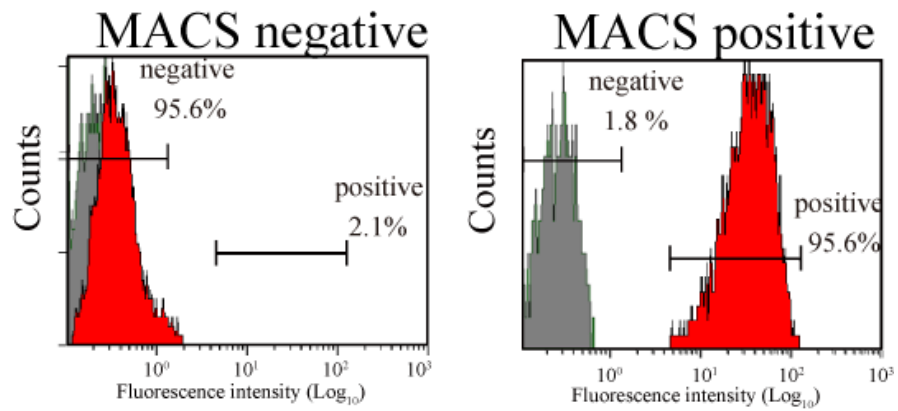 MACS negative
negative
95.6%
positive
2.1%
Counts
10⁰ 10¹ 10² 10³
Fluorescence intensity (Log₁₀)
MACS positive
negative
1.8 %
positive
95.6%
Counts
10⁰ 10¹ 10² 10³
Fluorescence intensity (Log₁₀)